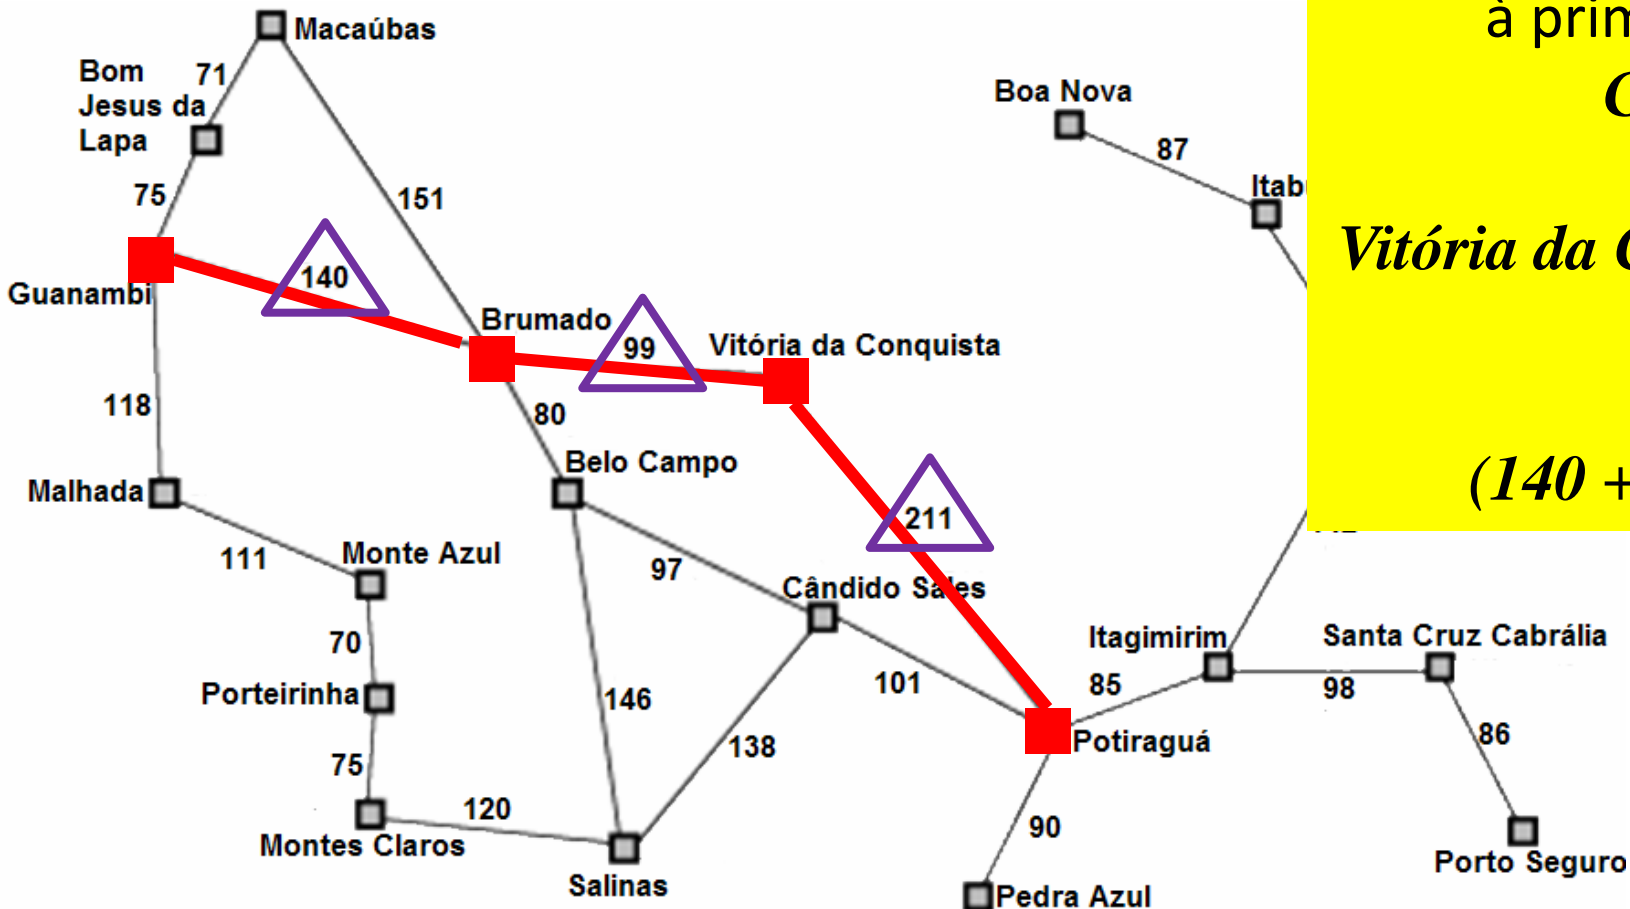 Macaúbas
Bom
Jesus da
Lapa
71
75
151
Guanambi
140
Brumado
99
Vitória da Conquista
118
80
Belo Campo
Malhada
111
Monte Azul
97
211
Cândido Sales
70
Porteirinha
146
138
101
75
120
Montes Claros
Salinas
Boa Nova
87
Itagimirim
85
Santa Cruz Cabrália
98
86
Potiraguá
90
Pedra Azul
Porto Seguro
à
Vitória da
(140 +